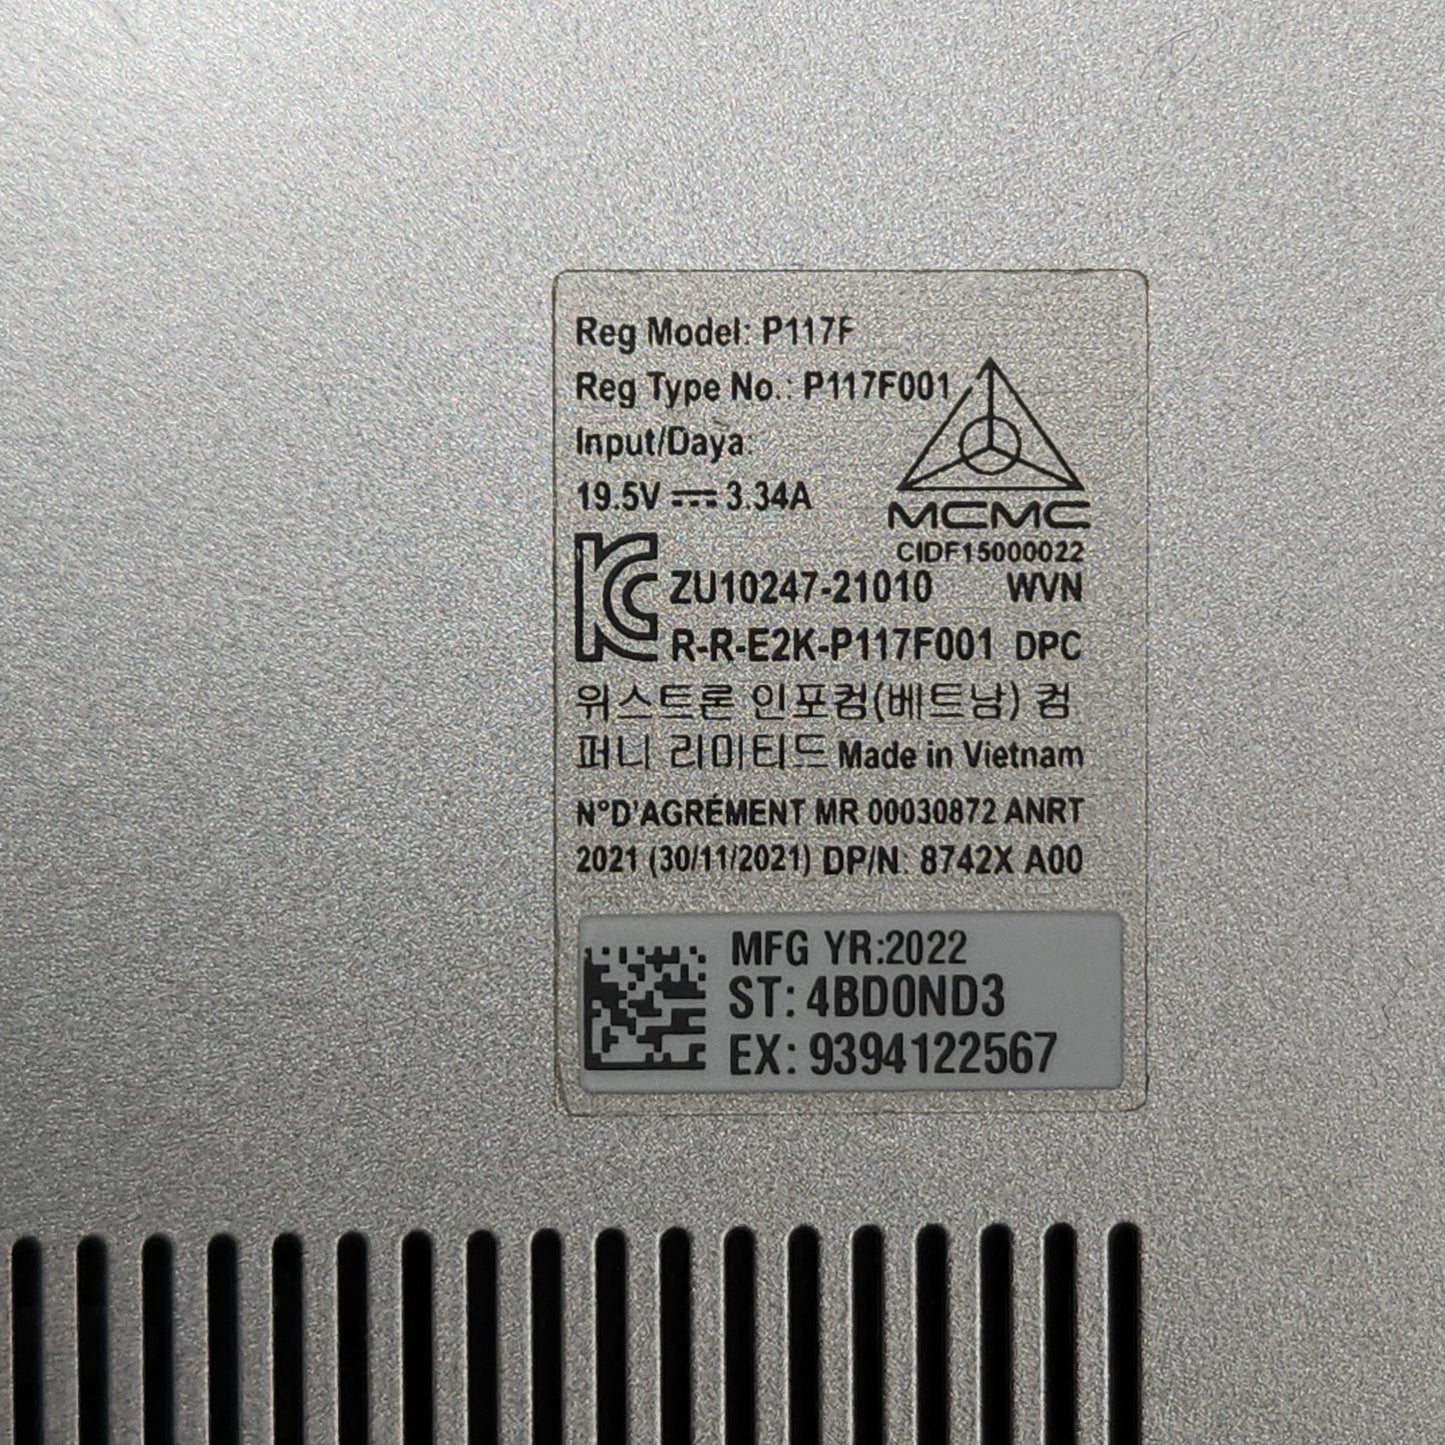 Reg Model: P117F
Reg Type No.: P117F001
Input/Daya:
19.5V ⎓ 3.34A
MCMC
CIDF15000022
KC ZU10247-21010 WVN
R-R-E2K-P117F001 DPC
위스트론 인포컴(베트남) 컴
퍼니 리미티드 Made in Vietnam
N°D'AGRÉMENT MR 00030872 ANRT
2021 (30/11/2021) DP/N: 8742X A00
MFG YR:2022
ST: 4BD0ND3
EX: 9394122567